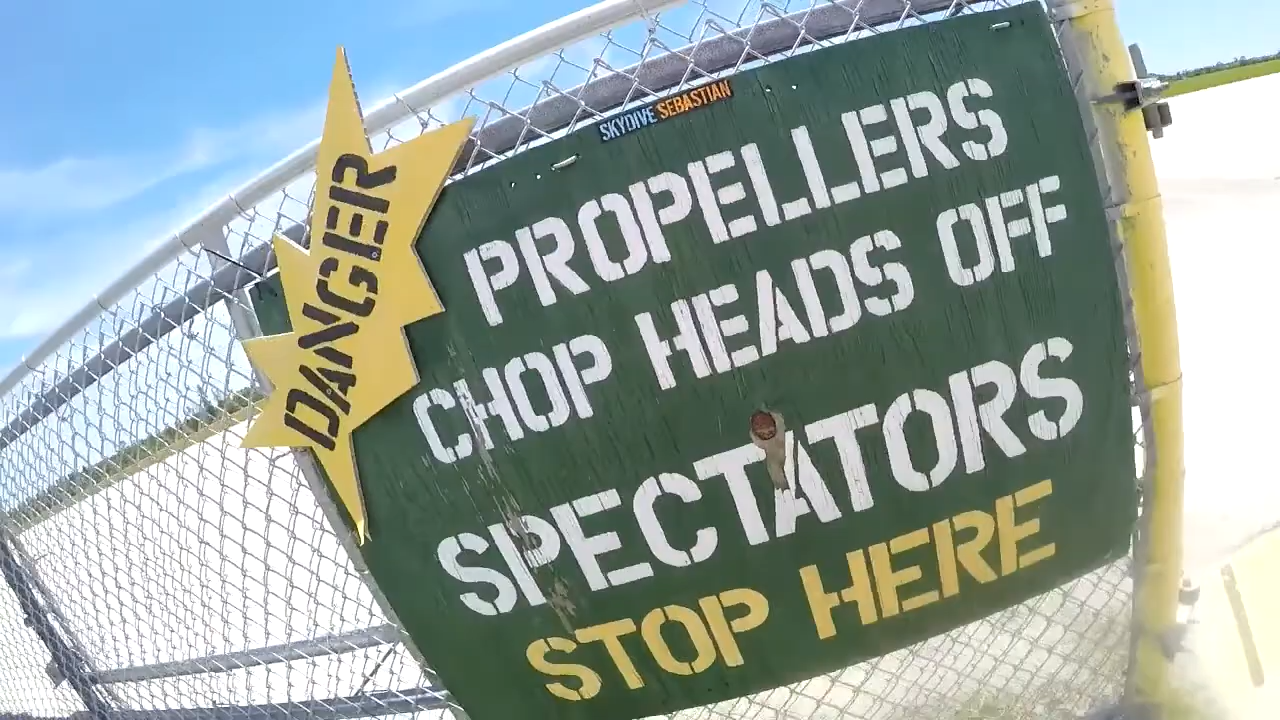 SKYDIVE SEBASTIAN
DANGER
PROPELLERS
CHOP HEADS OFF
SPECTATORS
STOP HERE